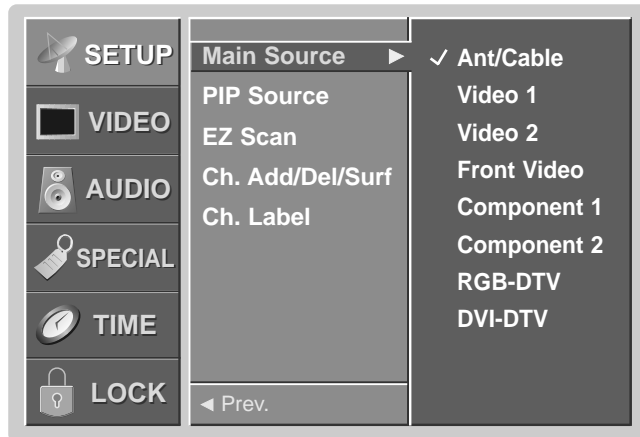 SETUP
VIDEO
AUDIO
SPECIAL
TIME
LOCK
Main Source ►
PIP Source
EZ Scan
Ch. Add/Del/Surf
Ch. Label
◄ Prev.
✓ Ant/Cable
Video 1
Video 2
Front Video
Component 1
Component 2
RGB-DTV
DVI-DTV